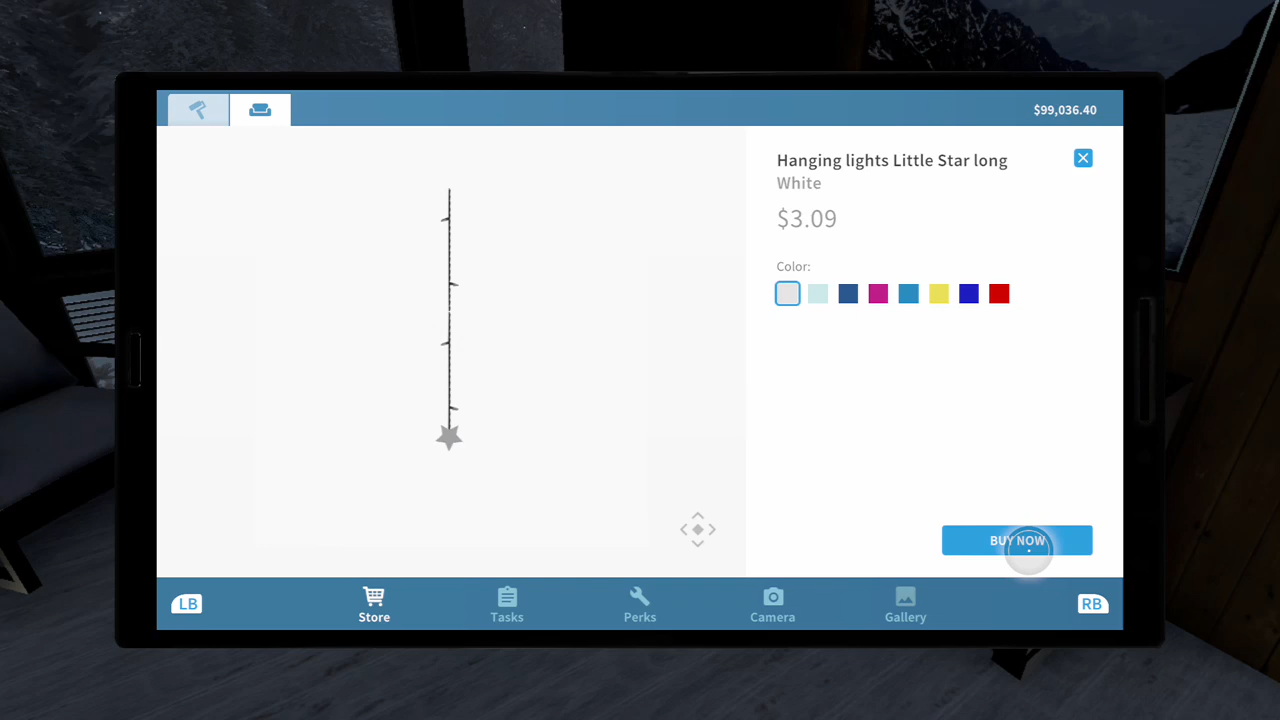 $99,036.40
Hanging lights Little Star long
White
$3.09
Color:
BUY NOW
LB
Store
Tasks
Perks
Camera
Gallery
RB